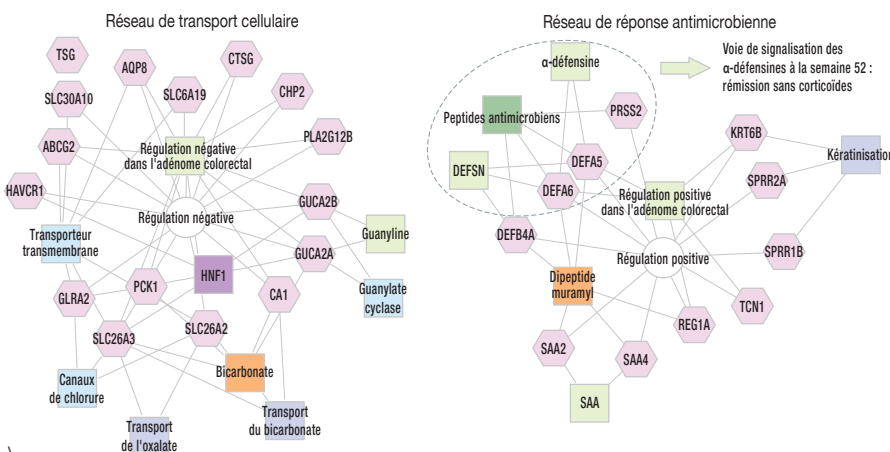 Réseau de transport cellulaire
TSG
AQP8
CTSG
SLC30A10
SLC6A19
CHP2
ABCG2
Régulation négative
dans l'adénome colorectal
PLA2G12B
HAVCR1
GUCA2B
Régulation négative
Transporteur
transmembrane
Guanyline
GUCA2A
HNF1
PCK1
GLRA2
CA1
Guanylate
cyclase
SLC26A3
SLC26A2
Bicarbonate
Canaux
de chlorure
Transport
de l'oxalate
Transport
du bicarbonate
Réseau de réponse antimicrobienne
α-défensine
Voie de signalisation des
α-défensines à la semaine 52 :
rémission sans corticoïdes
Peptides antimicrobiens
PRSS2
KRT6B
Kératinisation
DEFSN
DEFA5
DEFA6
SPRR2A
Régulation positive
dans l'adénome colorectal
DEFB4A
SPRR1B
Régulation positive
Dipeptide
muramyl
TCN1
REG1A
SAA2
SAA4
SAA